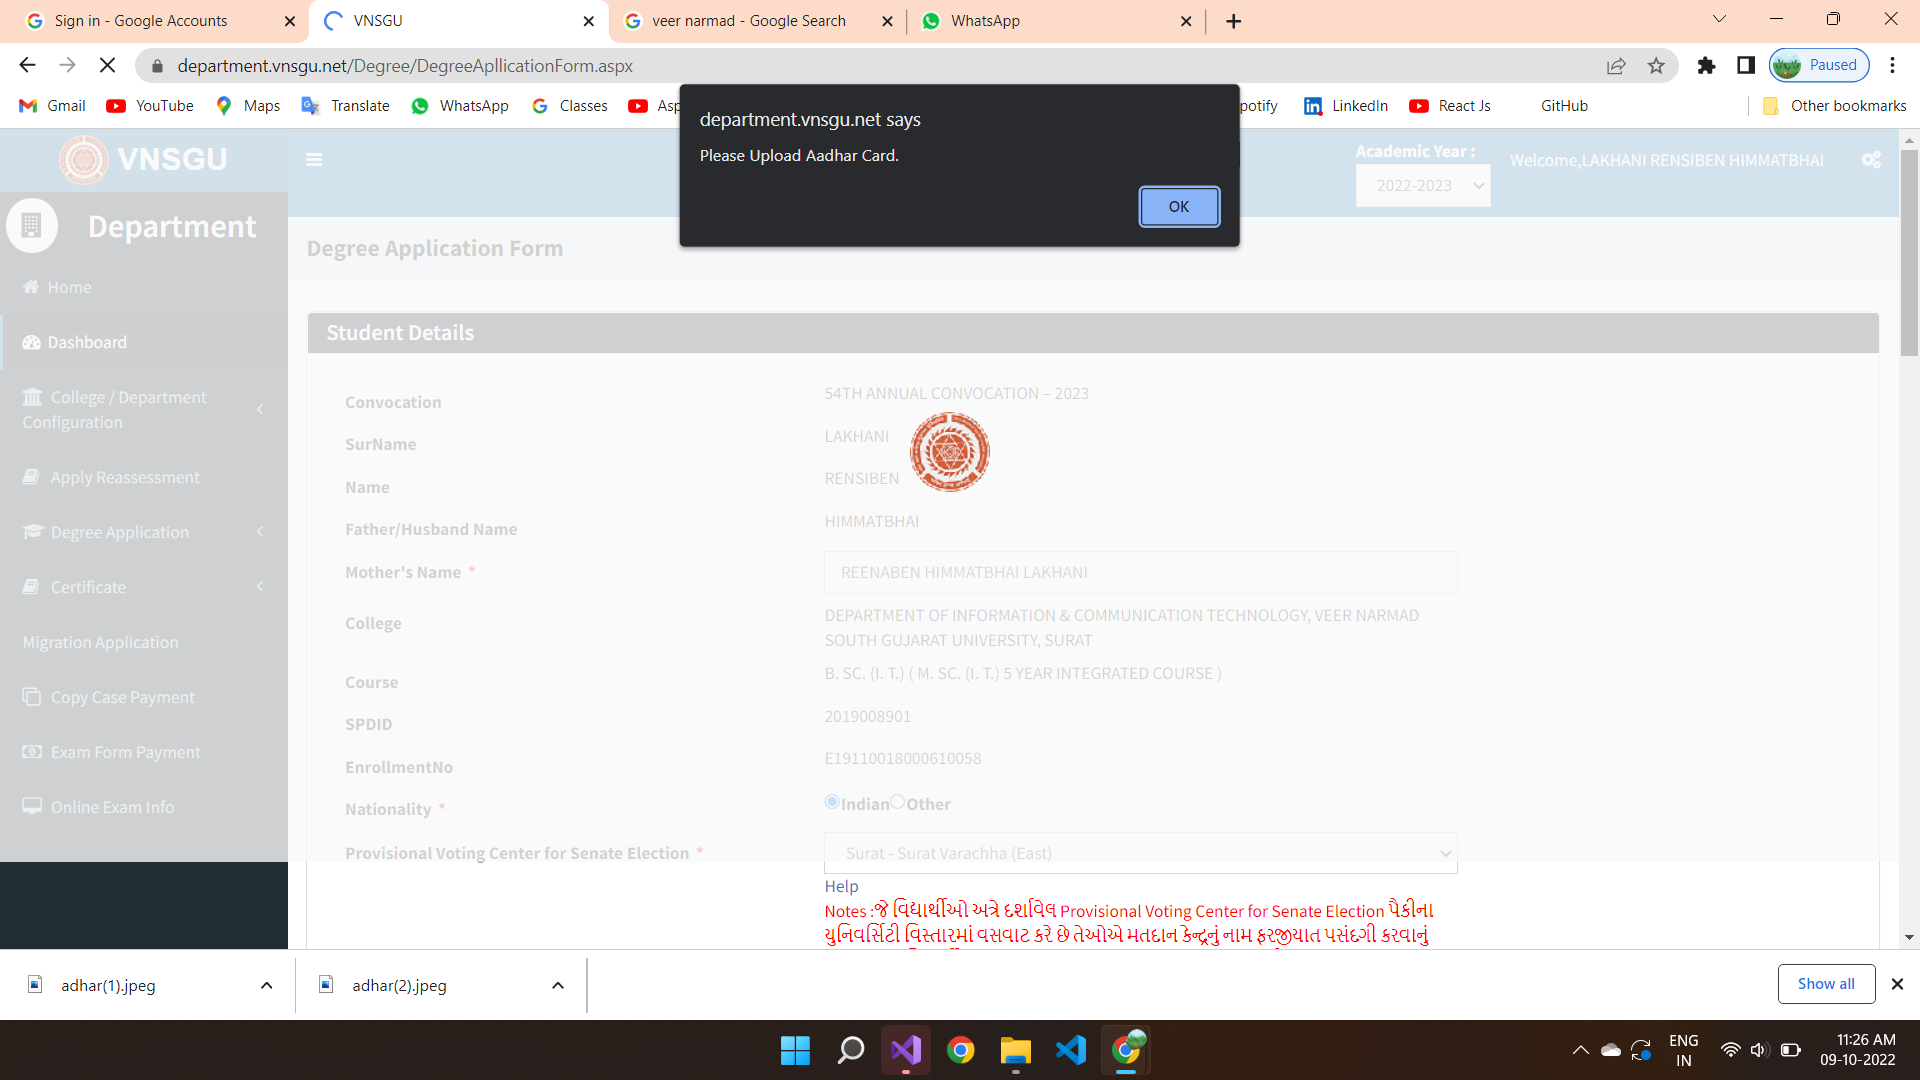 Sign in - Google Accounts
VNSGU
veer narmad - Google Search
WhatsApp
department.vnsgu.net/Degree/DegreeApllicationForm.aspx
Paused
Gmail
YouTube
Maps
Translate
WhatsApp
Classes
Asp
potify
LinkedIn
React Js
GitHub
Other bookmarks
department.vnsgu.net says
Please Upload Aadhar Card.
OK
VNSGU
Academic Year :
2022-2023
Welcome,LAKHANI RENSIBEN HIMMATBHAI
Department
Home
Dashboard
College / Department
Configuration
Apply Reassessment
Degree Application
Certificate
Migration Application
Copy Case Payment
Exam Form Payment
Online Exam Info
Degree Application Form
Student Details
Convocation
54TH ANNUAL CONVOCATION – 2023
SurName
LAKHANI
Name
RENSIBEN
Father/Husband Name
HIMMATBHAI
Mother's Name *
REENABEN HIMMATBHAI LAKHANI
College
DEPARTMENT OF INFORMATION & COMMUNICATION TECHNOLOGY, VEER NARMAD
SOUTH GUJARAT UNIVERSITY, SURAT
Course
B. SC. (I. T.) ( M. SC. (I. T.) 5 YEAR INTEGRATED COURSE )
SPDID
2019008901
EnrollmentNo
E19110018000610058
Nationality *
Indian Other
Provisional Voting Center for Senate Election *
Surat - Surat Varachha (East)
Help
Notes :જે વિદ્યાર્થીઓ અત્રે દર્શાવેલ Provisional Voting Center for Senate Election પૈકીના
યુનિવર્સિટી વિસ્તારમાં વસવાટ કરે છે તેઓએ મતદાન કેન્દ્રનું નામ ફરજીયાત પસંદગી કરવાનું
adhar(1).jpeg
adhar(2).jpeg
Show all
ENG
IN
11:26 AM
09-10-2022